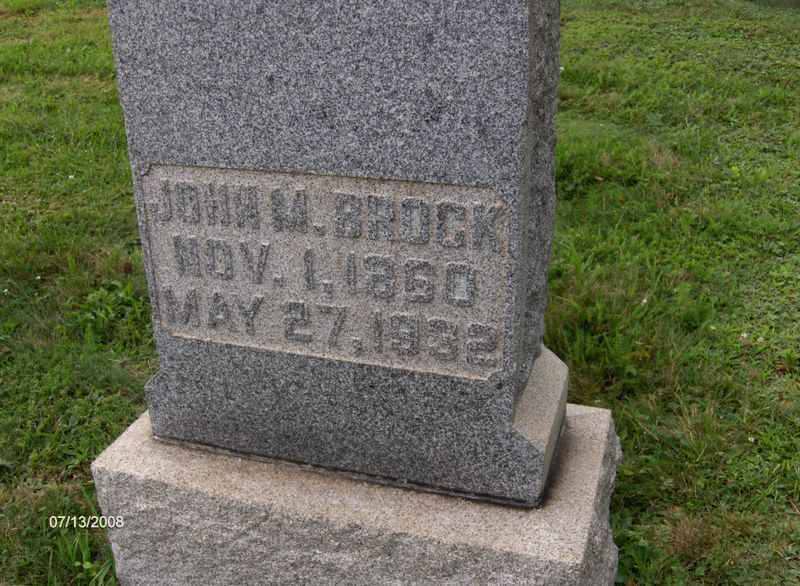 JOHN M. BROCK
NOV. 1, 1860
MAY 27, 1932
07/13/2008